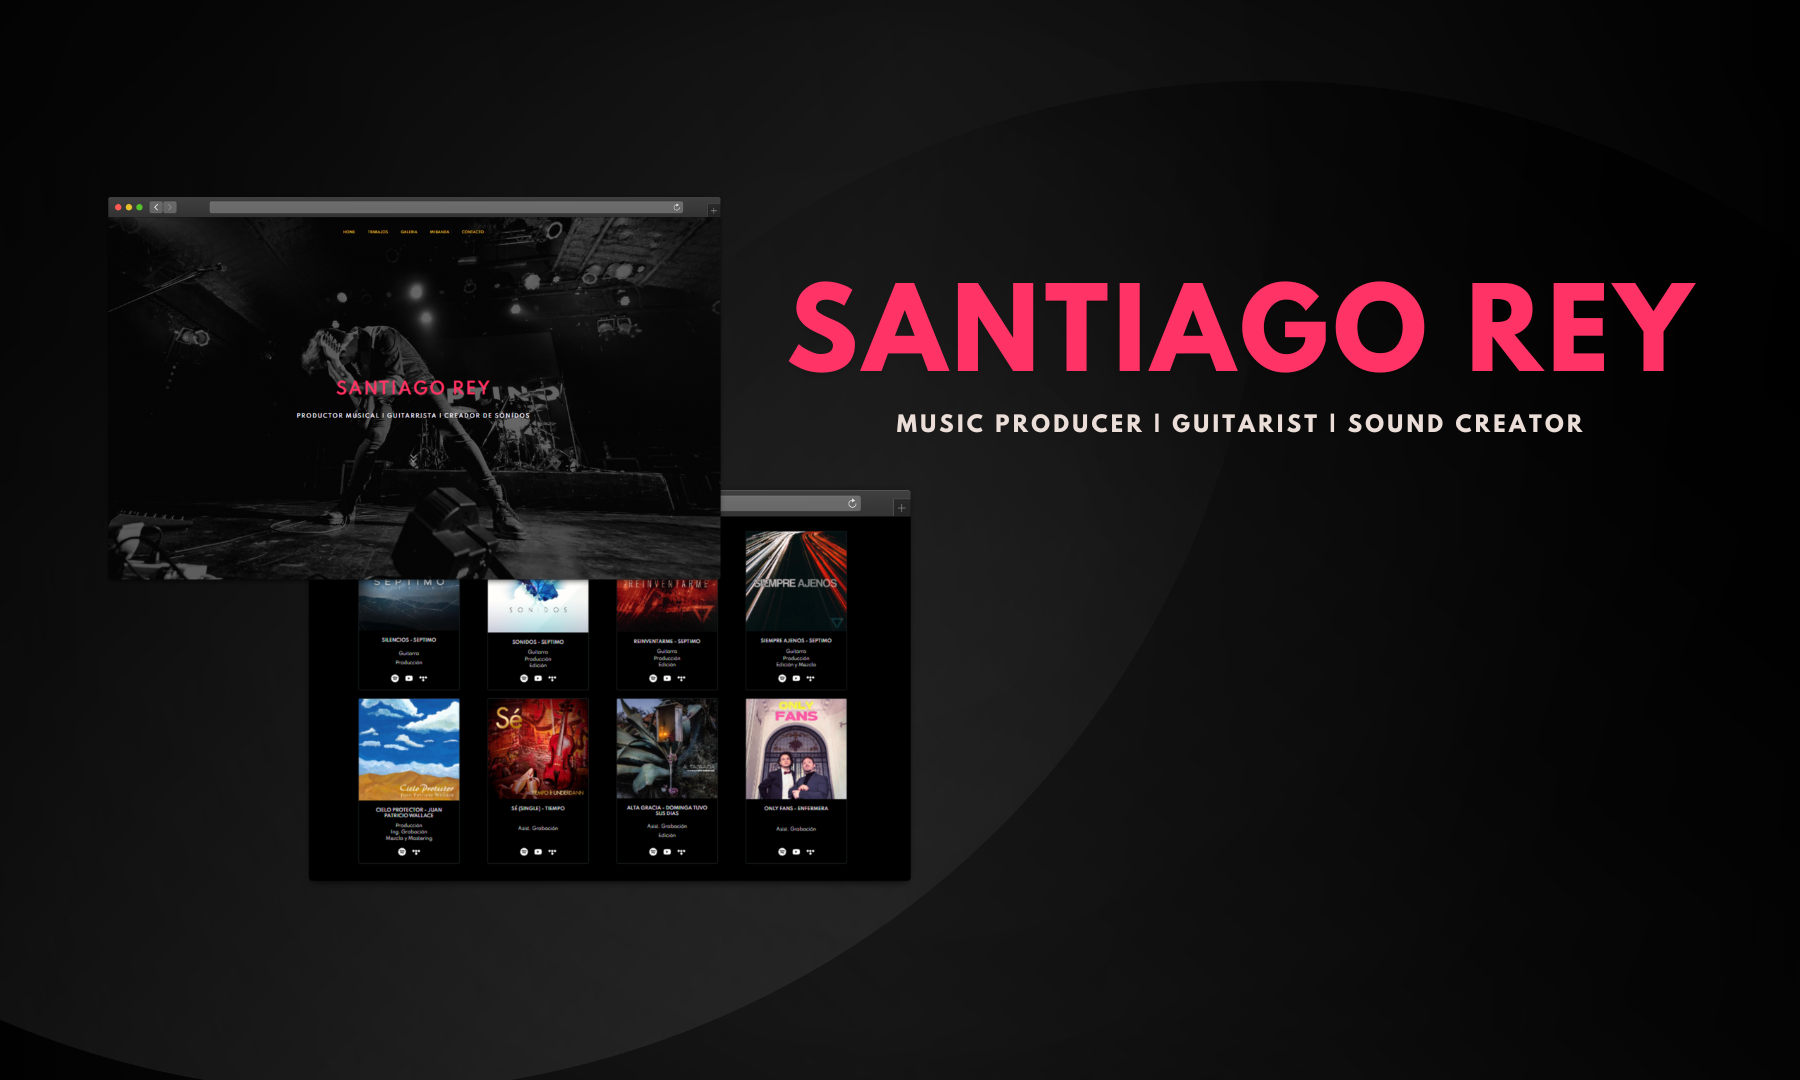 HOME TRABAJOS GALERIA MI BANDA CONTACTO
SANTIAGO REY
PRODUCTOR MUSICAL | GUITARRISTA | CREADOR DE SONIDOS
SANTIAGO REY
MUSIC PRODUCER | GUITARIST | SOUND CREATOR
SEPTIMO
SONIDOS
REINVENTARME
SIEMPRE AJENOS
SILENCIOS - SEPTIMO
Guitarra
Producción
SONIDOS - SEPTIMO
Guitarra
Producción
Edición
REINVENTARME - SEPTIMO
Guitarra
Producción
Edición
SIEMPRE AJENOS - SEPTIMO
Guitarra
Producción
Edición y Mezcla
Cielo Protector
Juan Patricio Wallace
CIELO PROTECTOR - JUAN
PATRICIO WALLACE
Producción
Ing. Grabación
Mezcla y Mastering
Sé
SÉ (SINGLE) - TIEMPO
Asist. Grabación
ALTA GRACIA - DOMINGA TUVO
SUS DIAS
Asist. Grabación
Edición
ONLY
FANS
ONLY FANS - ENFERMERA
Asist. Grabación